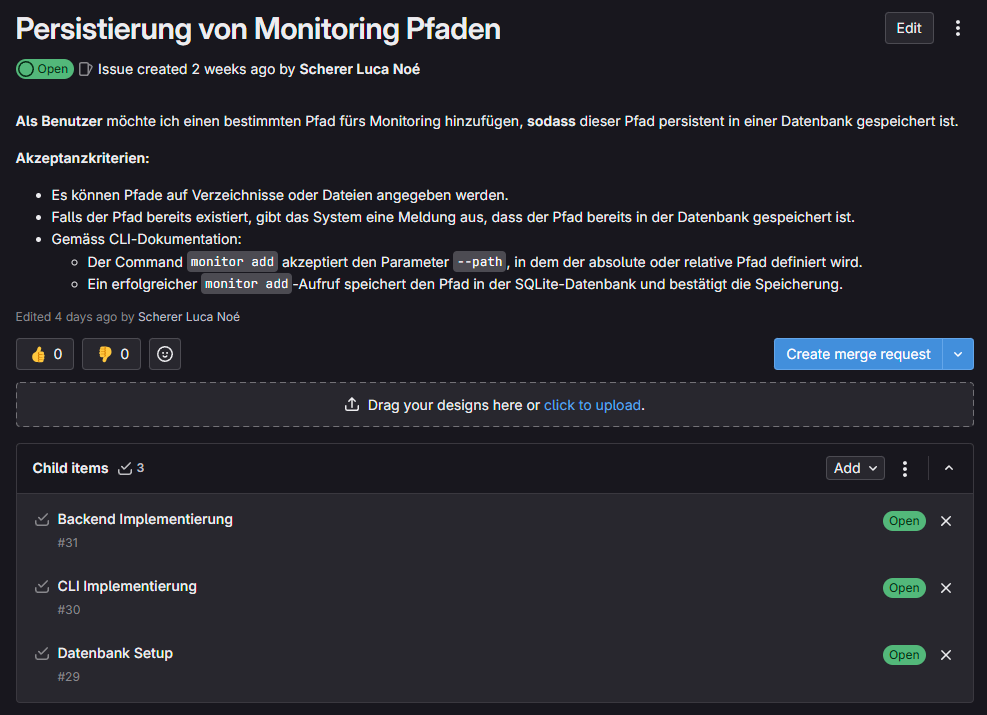 Persistierung von Monitoring Pfaden
Edit
Open Issue created 2 weeks ago by Scherer Luca Noé
Als Benutzer möchte ich einen bestimmten Pfad fürs Monitoring hinzufügen, sodass dieser Pfad persistent in einer Datenbank gespeichert ist.
Akzeptanzkriterien:
Es können Pfade auf Verzeichnisse oder Dateien angegeben werden.
Falls der Pfad bereits existiert, gibt das System eine Meldung aus, dass der Pfad bereits in der Datenbank gespeichert ist.
Gemäss CLI-Dokumentation:
Der Command monitor add akzeptiert den Parameter --path, in dem der absolute oder relative Pfad definiert wird.
Ein erfolgreicher monitor add-Aufruf speichert den Pfad in der SQLite-Datenbank und bestätigt die Speicherung.
Edited 4 days ago by Scherer Luca Noé
0 0 Create merge request
Drag your designs here or click to upload.
Child items 3 Add
Backend Implementierung Open
#31
CLI Implementierung Open
#30
Datenbank Setup Open
#29